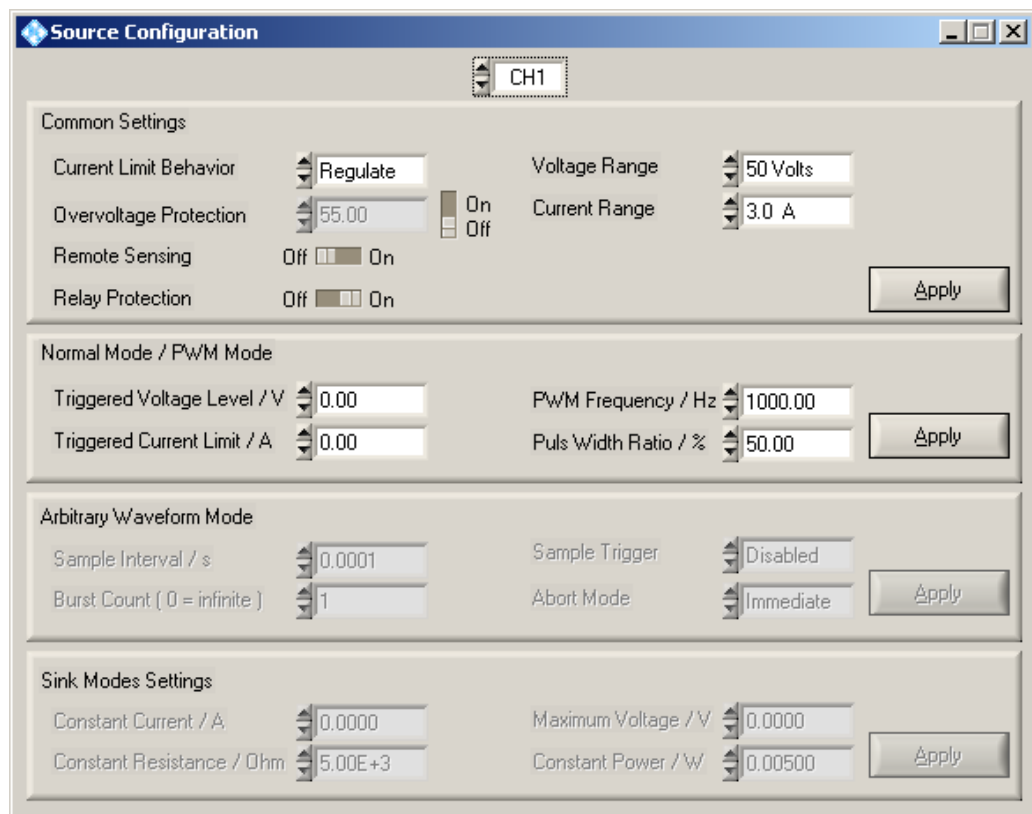 Source Configuration
CH1
Common Settings
Current Limit Behavior Regulate Voltage Range 50 Volts
Overvoltage Protection 55.00 On Off Current Range 3.0 A
Remote Sensing Off On
Relay Protection Off On Apply
Normal Mode / PWM Mode
Triggered Voltage Level / V 0.00 PWM Frequency / Hz 1000.00
Triggered Current Limit / A 0.00 Puls Width Ratio / % 50.00 Apply
Arbitrary Waveform Mode
Sample Interval / s 0.0001 Sample Trigger Disabled
Burst Count ( 0 = infinite ) 1 Abort Mode Immediate Apply
Sink Modes Settings
Constant Current / A 0.0000 Maximum Voltage / V 0.0000
Constant Resistance / Ohm 5.00E+3 Constant Power / W 0.00500 Apply